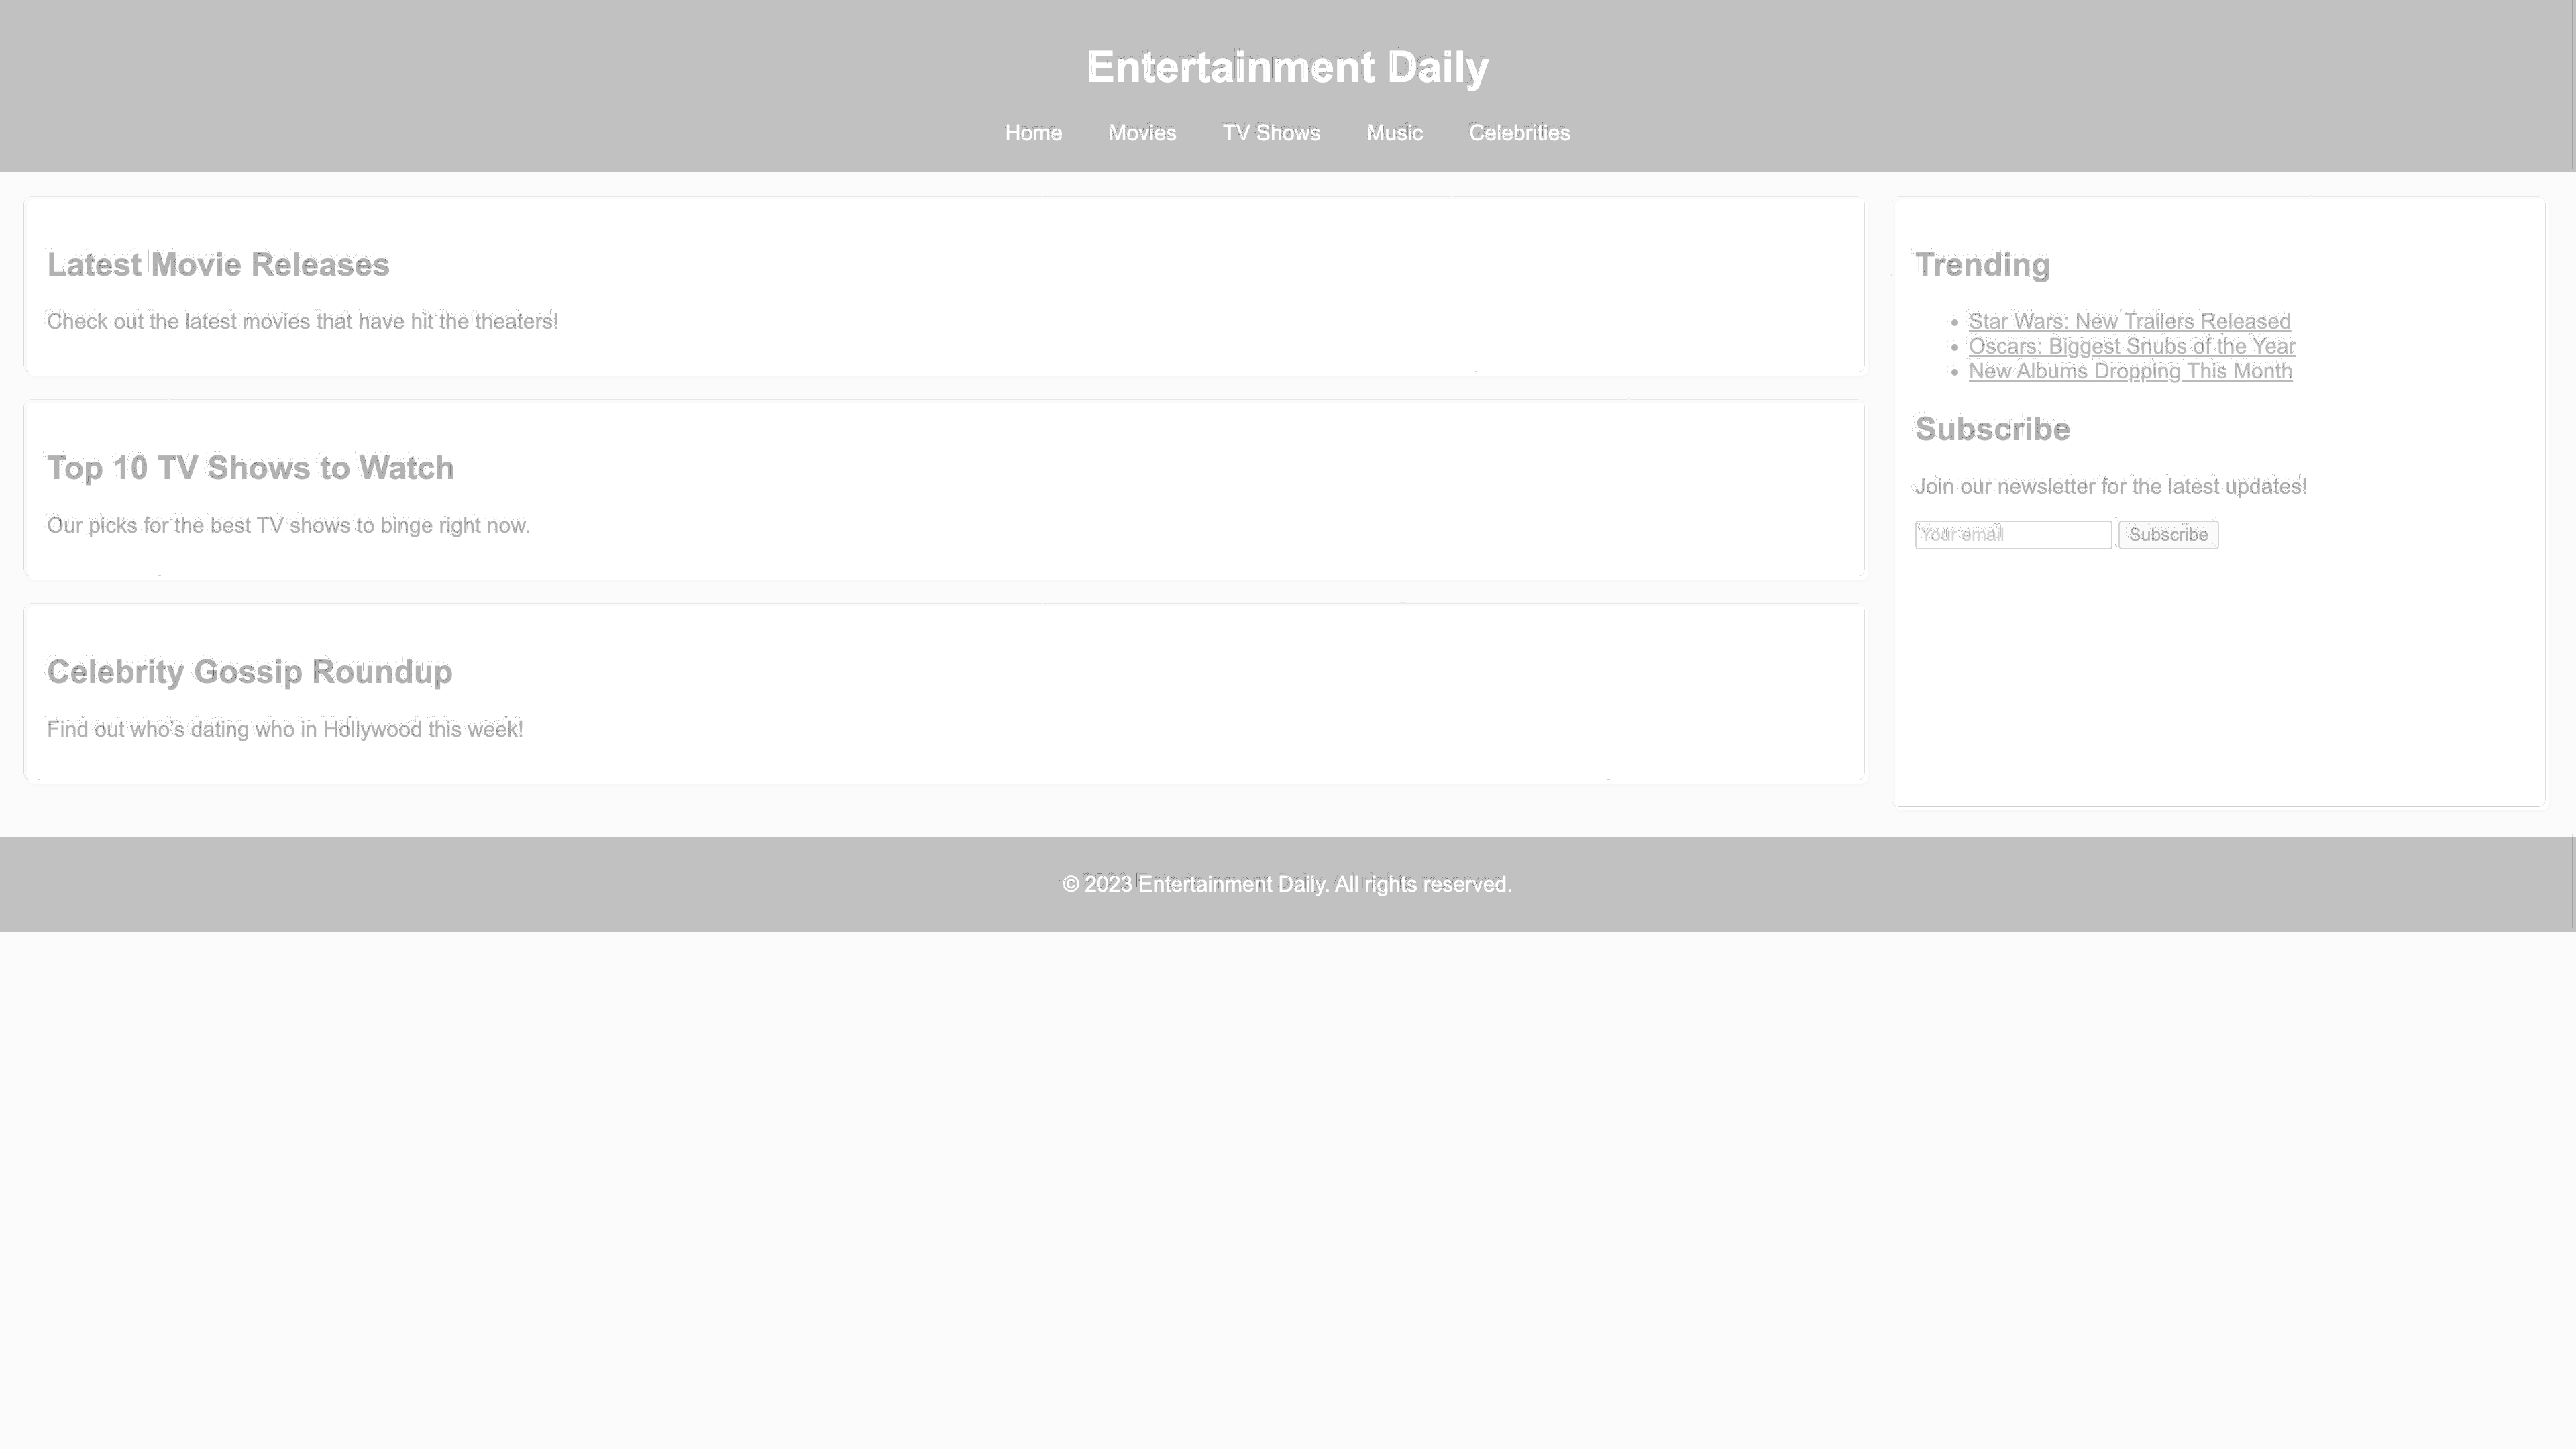 Entertainment Daily
Home Movies TV Shows Music Celebrities
Latest Movie Releases
Check out the latest movies that have hit the theaters!
Top 10 TV Shows to Watch
Our picks for the best TV shows to binge right now.
Celebrity Gossip Roundup
Find out who's dating who in Hollywood this week!
Trending
• Star Wars: New Trailers Released
• Oscars: Biggest Snubs of the Year
• New Albums Dropping This Month
Subscribe
Join our newsletter for the latest updates!
Your email Subscribe
© 2023 Entertainment Daily. All rights reserved.